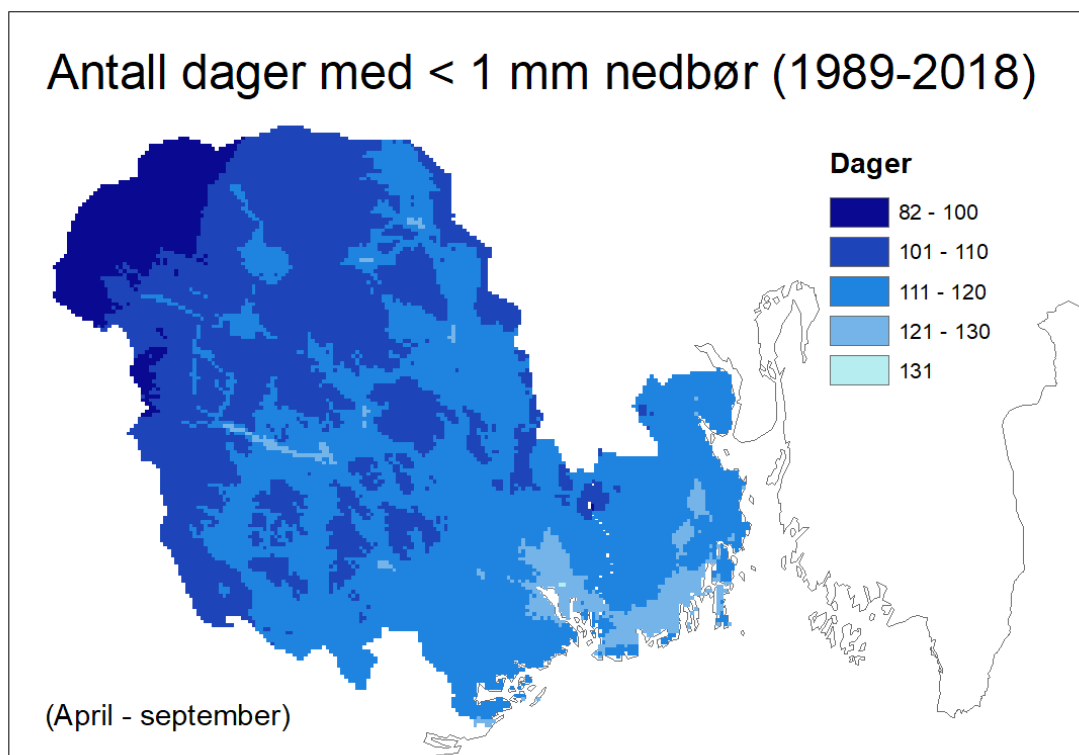 Antall dager med < 1 mm nedbør (1989-2018)
Dager
82 - 100
101 - 110
111 - 120
121 - 130
131
(April - september)